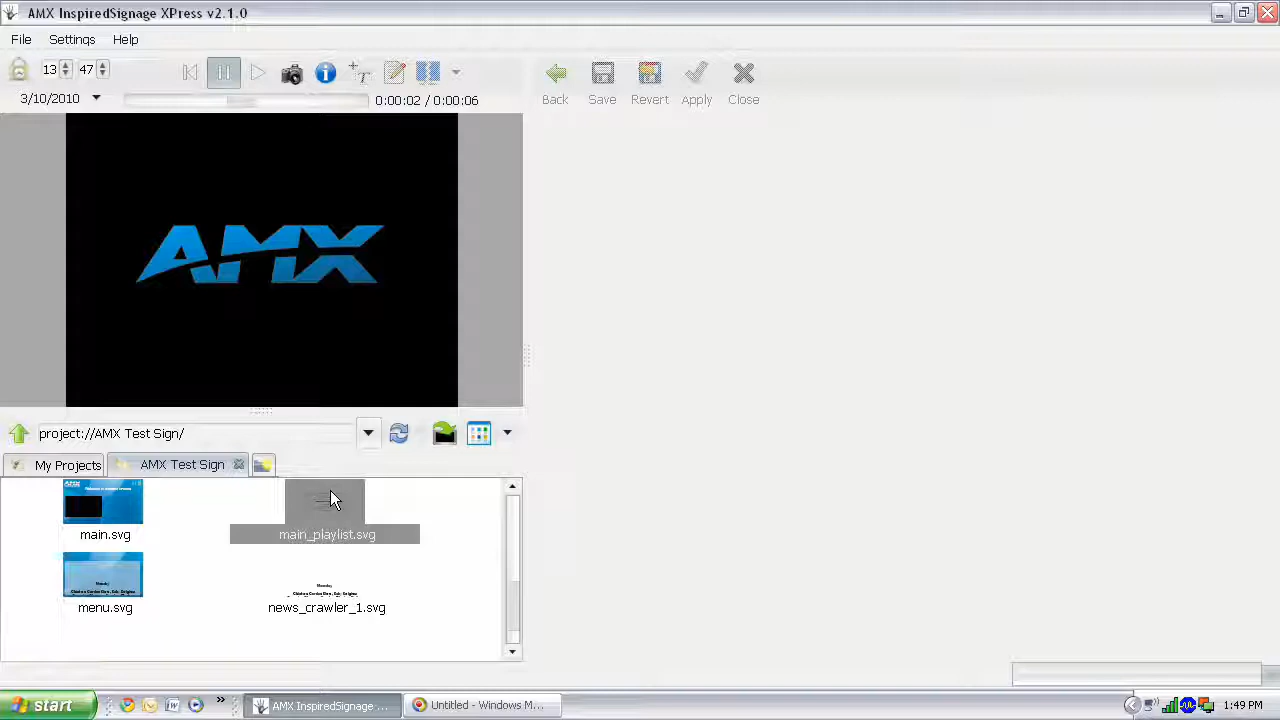 AMX InspiredSignage XPress v2.1.0
File Settings Help
13 47
3/10/2010 0:00:02 / 0:00:06
Back Save Revert Apply Close
AMX
project://AMX Test Sign/
My Projects AMX Test Sign
main.svg main_playlist.svg
menu.svg news_crawler_1.svg
start AMX InspiredSignage ... Untitled - Windows M... 1:49 PM